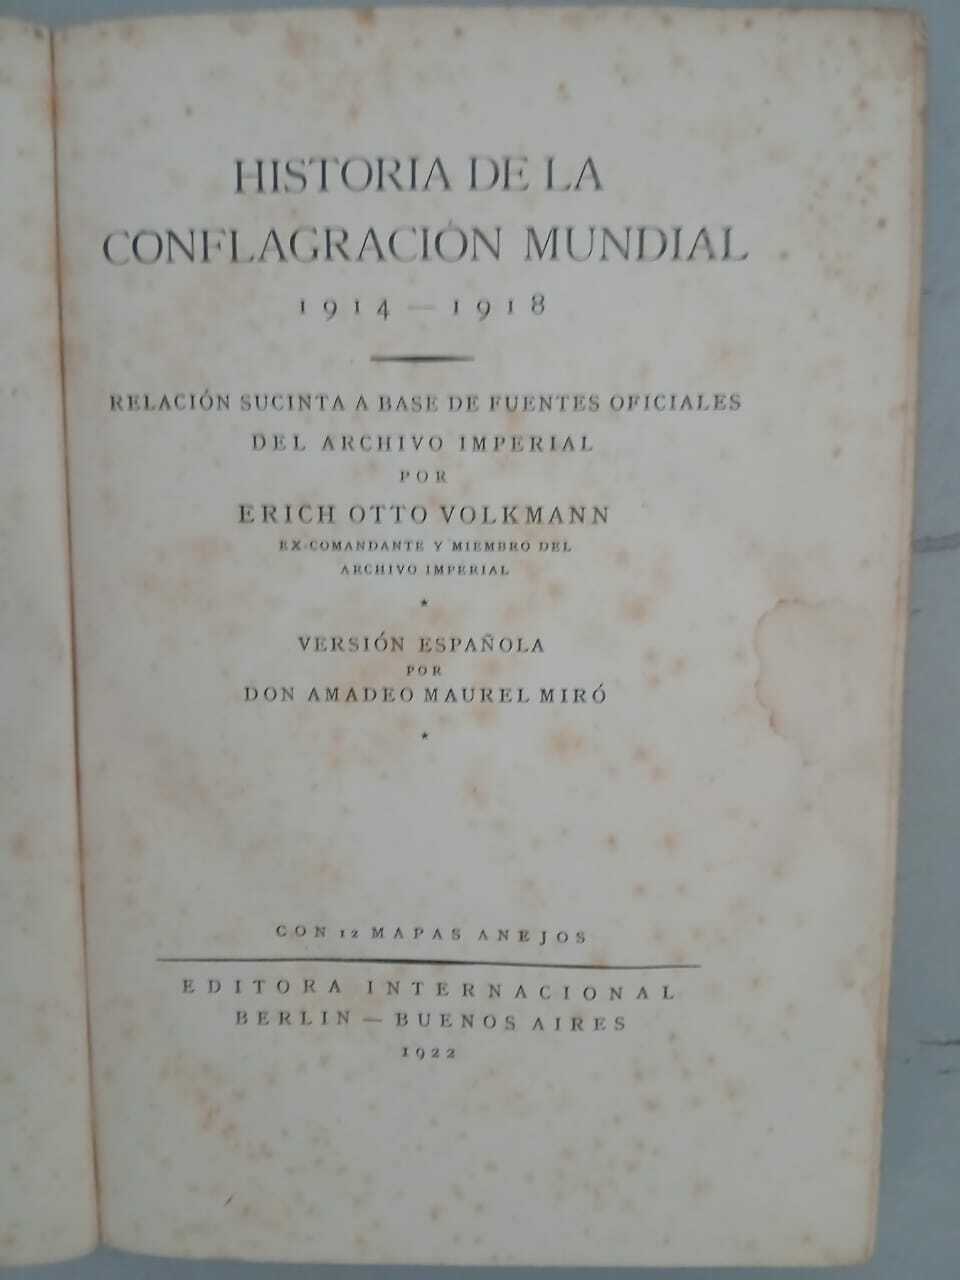 HISTORIA DE LA
CONFLAGRACIÓN MUNDIAL
1914 — 1918
RELACIÓN SUCINTA A BASE DE FUENTES OFICIALES
DEL ARCHIVO IMPERIAL
POR
ERICH OTTO VOLKMANN
EX-COMANDANTE Y MIEMBRO DEL
ARCHIVO IMPERIAL
*
VERSIÓN ESPAÑOLA
POR
DON AMADEO MAUREL MIRÓ
*
CON 12 MAPAS ANEJOS
EDITORA INTERNACIONAL
BERLIN — BUENOS AIRES
1922